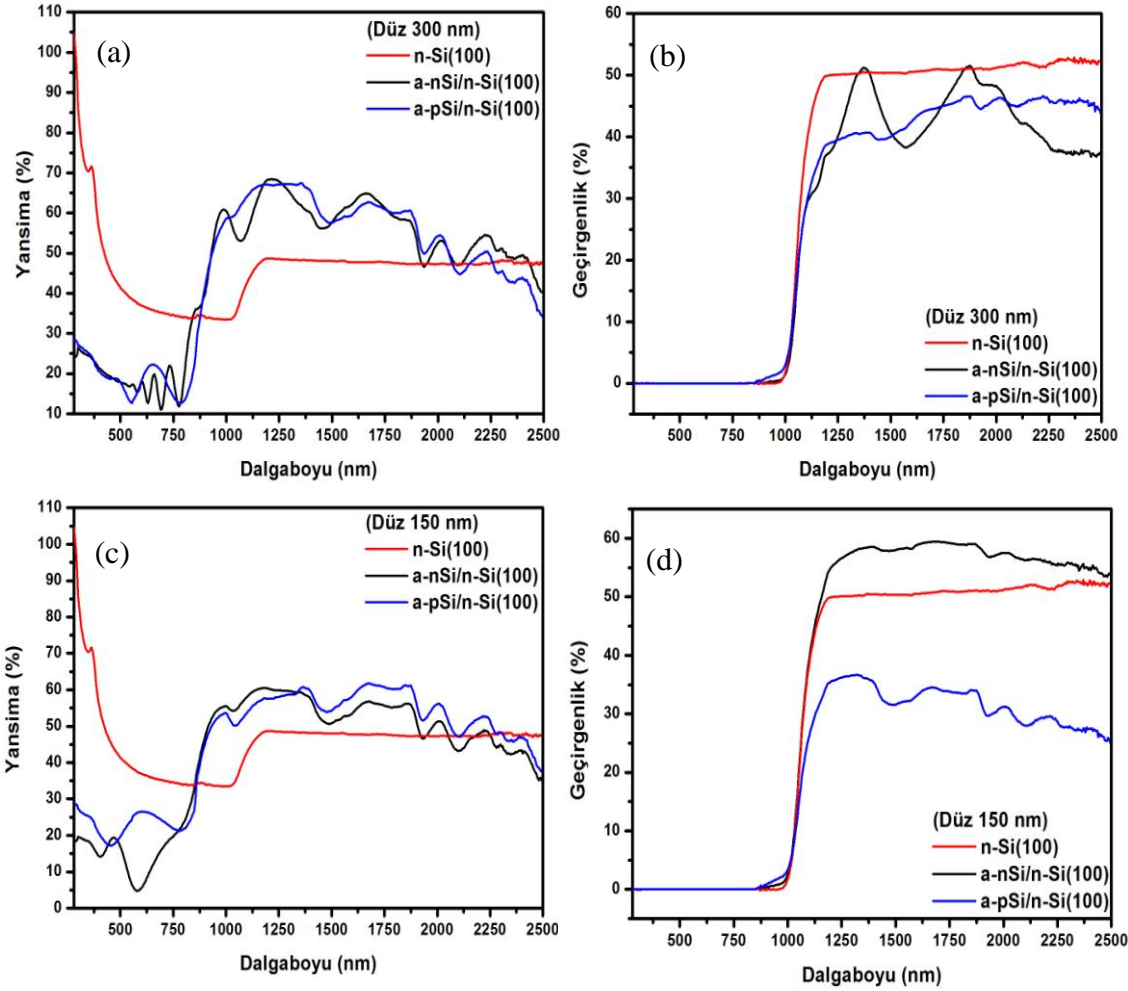 (a)
(Düz 300 nm)
n-Si(100)
a-nSi/n-Si(100)
a-pSi/n-Si(100)
Yansima (%)
110
100
90
80
70
60
50
40
30
20
10
500 750 1000 1250 1500 1750 2000 2250 2500
Dalgaboyu (nm)
(b)
Geçirgenlik (%)
60
50
40
30
20
10
0
(Düz 300 nm)
n-Si(100)
a-nSi/n-Si(100)
a-pSi/n-Si(100)
500 750 1000 1250 1500 1750 2000 2250 2500
Dalgaboyu (nm)
(c)
(Düz 150 nm)
n-Si(100)
a-nSi/n-Si(100)
a-pSi/n-Si(100)
Yansima (%)
110
100
90
80
70
60
50
40
30
20
10
0
500 750 1000 1250 1500 1750 2000 2250 2500
Dalgaboyu (nm)
(d)
Geçirgenlik (%)
60
50
40
30
20
10
0
(Düz 150 nm)
n-Si(100)
a-nSi/n-Si(100)
a-pSi/n-Si(100)
500 750 1000 1250 1500 1750 2000 2250 2500
Dalgaboyu (nm)